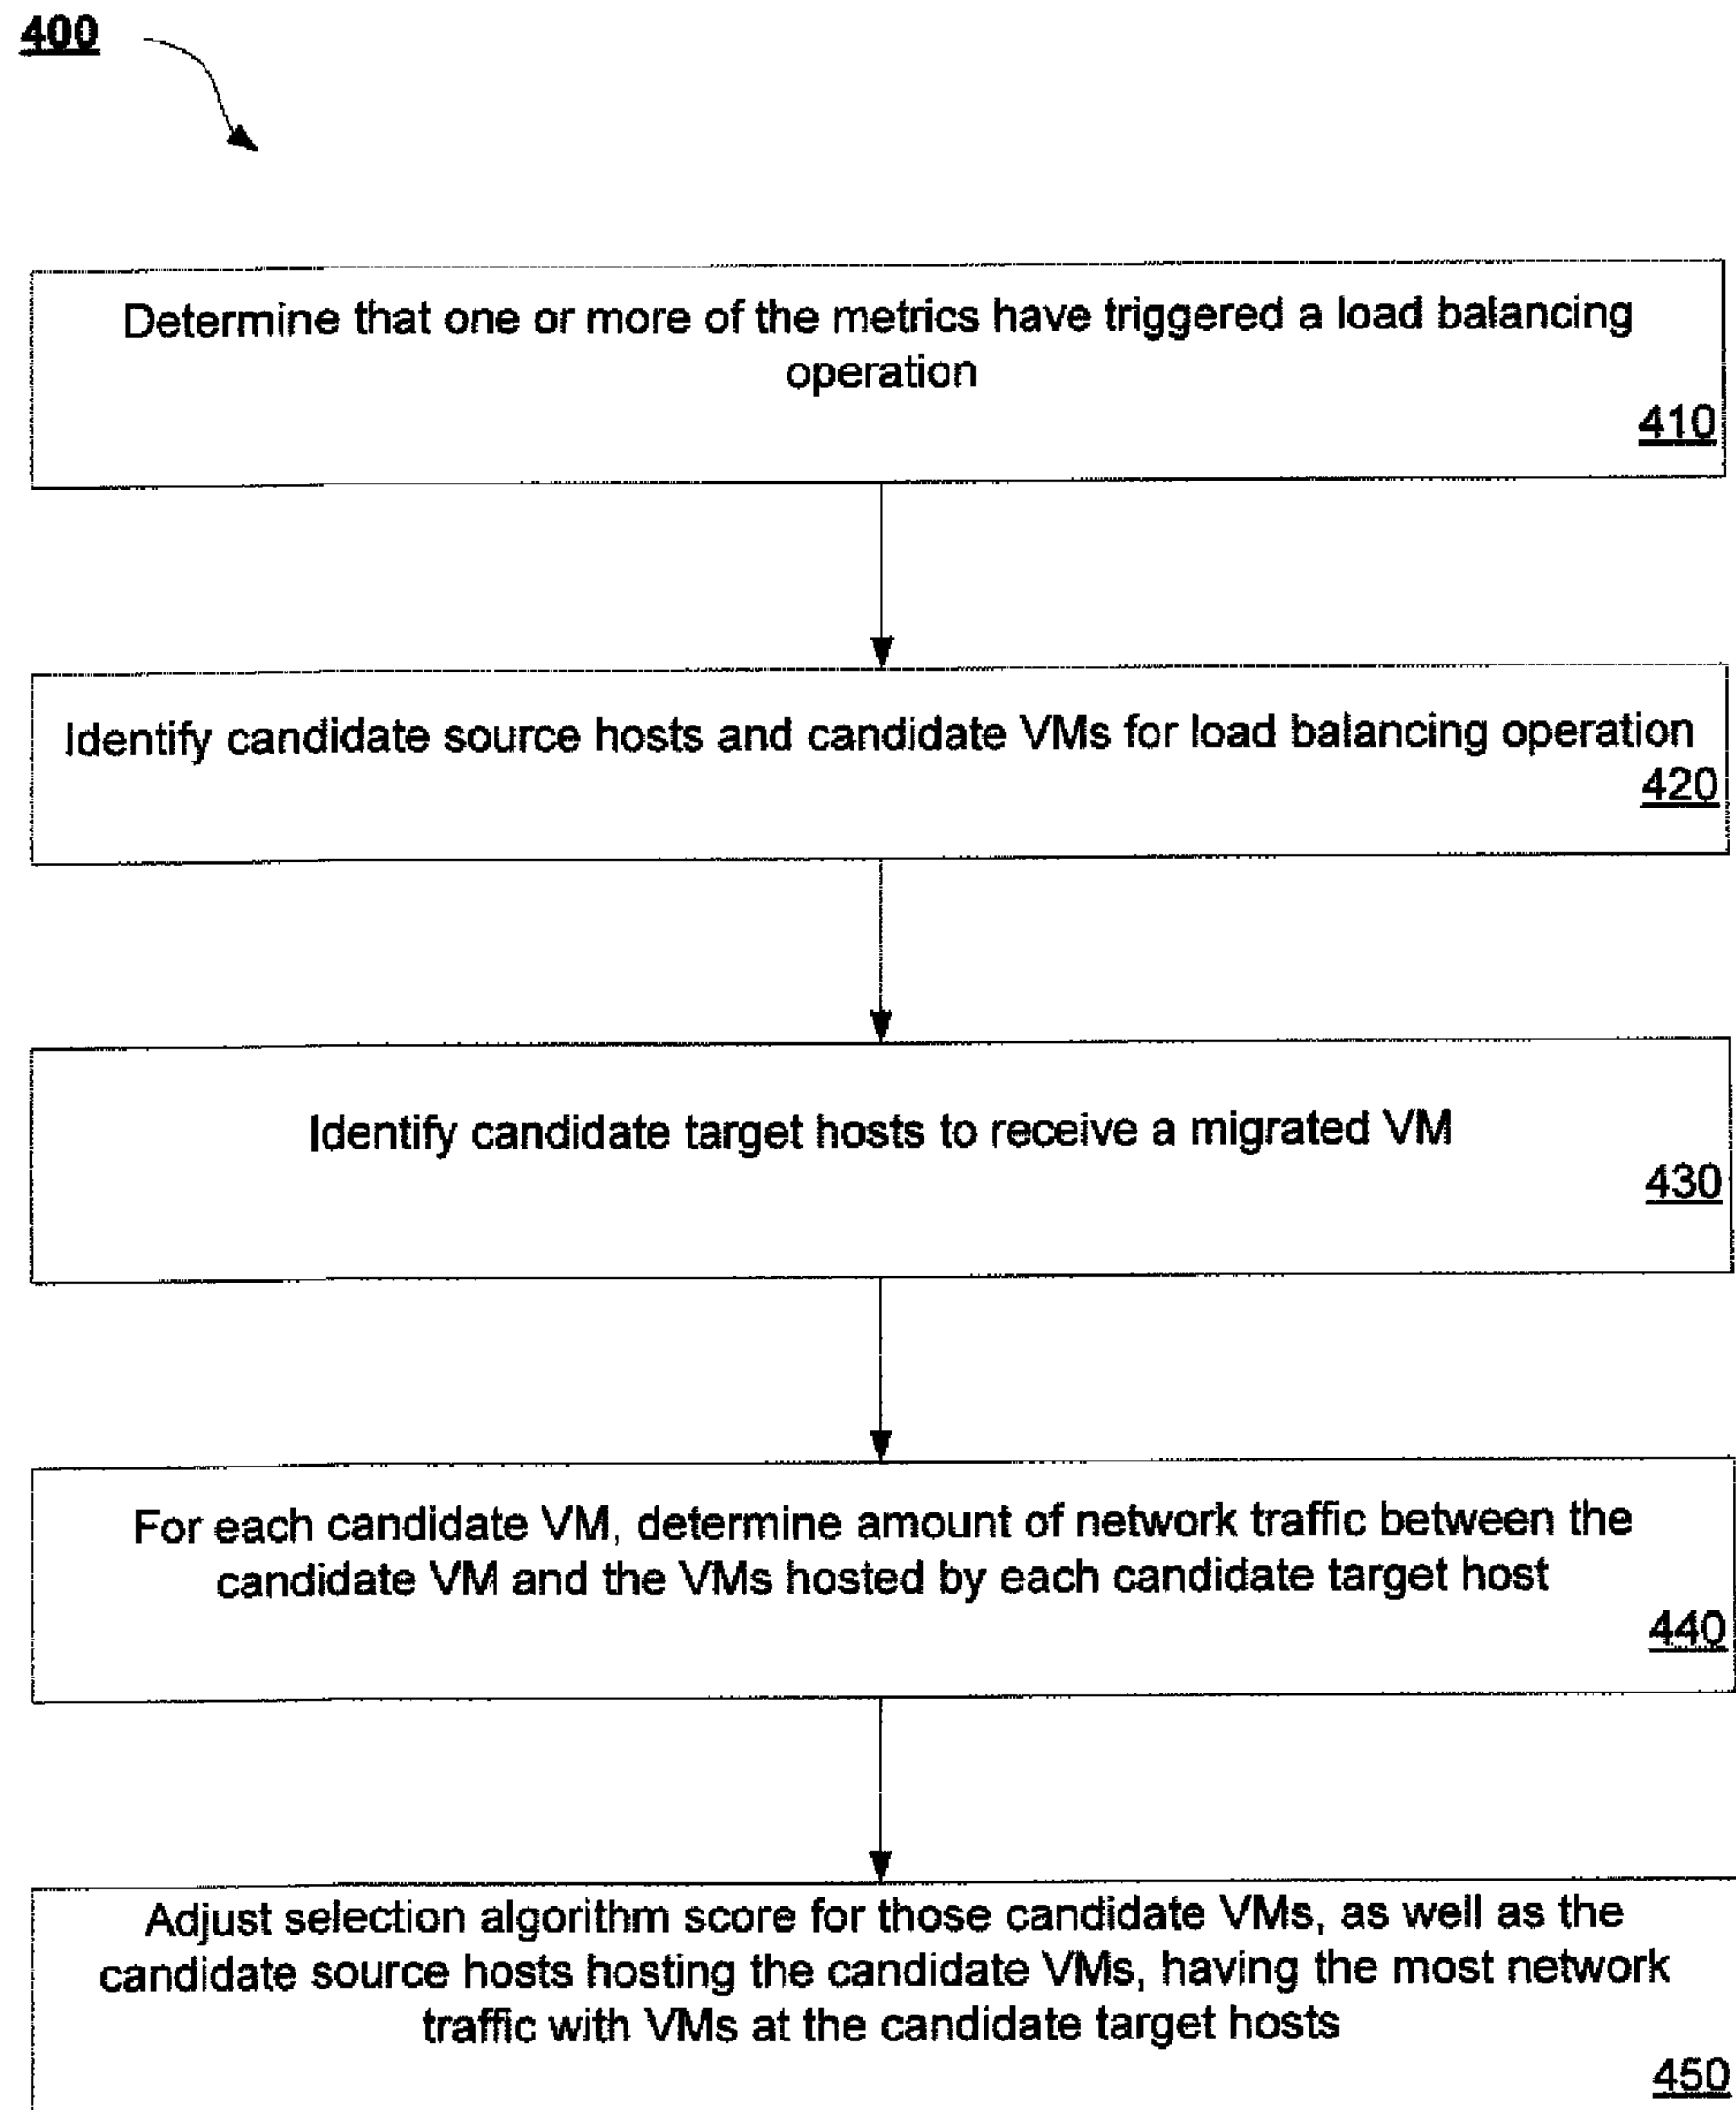 400
Determine that one or more of the metrics have triggered a load balancing
operation
410
Identify candidate source hosts and candidate VMs for load balancing operation
420
Identify candidate target hosts to receive a migrated VM
430
For each candidate VM, determine amount of network traffic between the
candidate VM and the VMs hosted by each candidate target host
440
Adjust selection algorithm score for those candidate VMs, as well as the
candidate source hosts hosting the candidate VMs, having the most network
traffic with VMs at the candidate target hosts
450